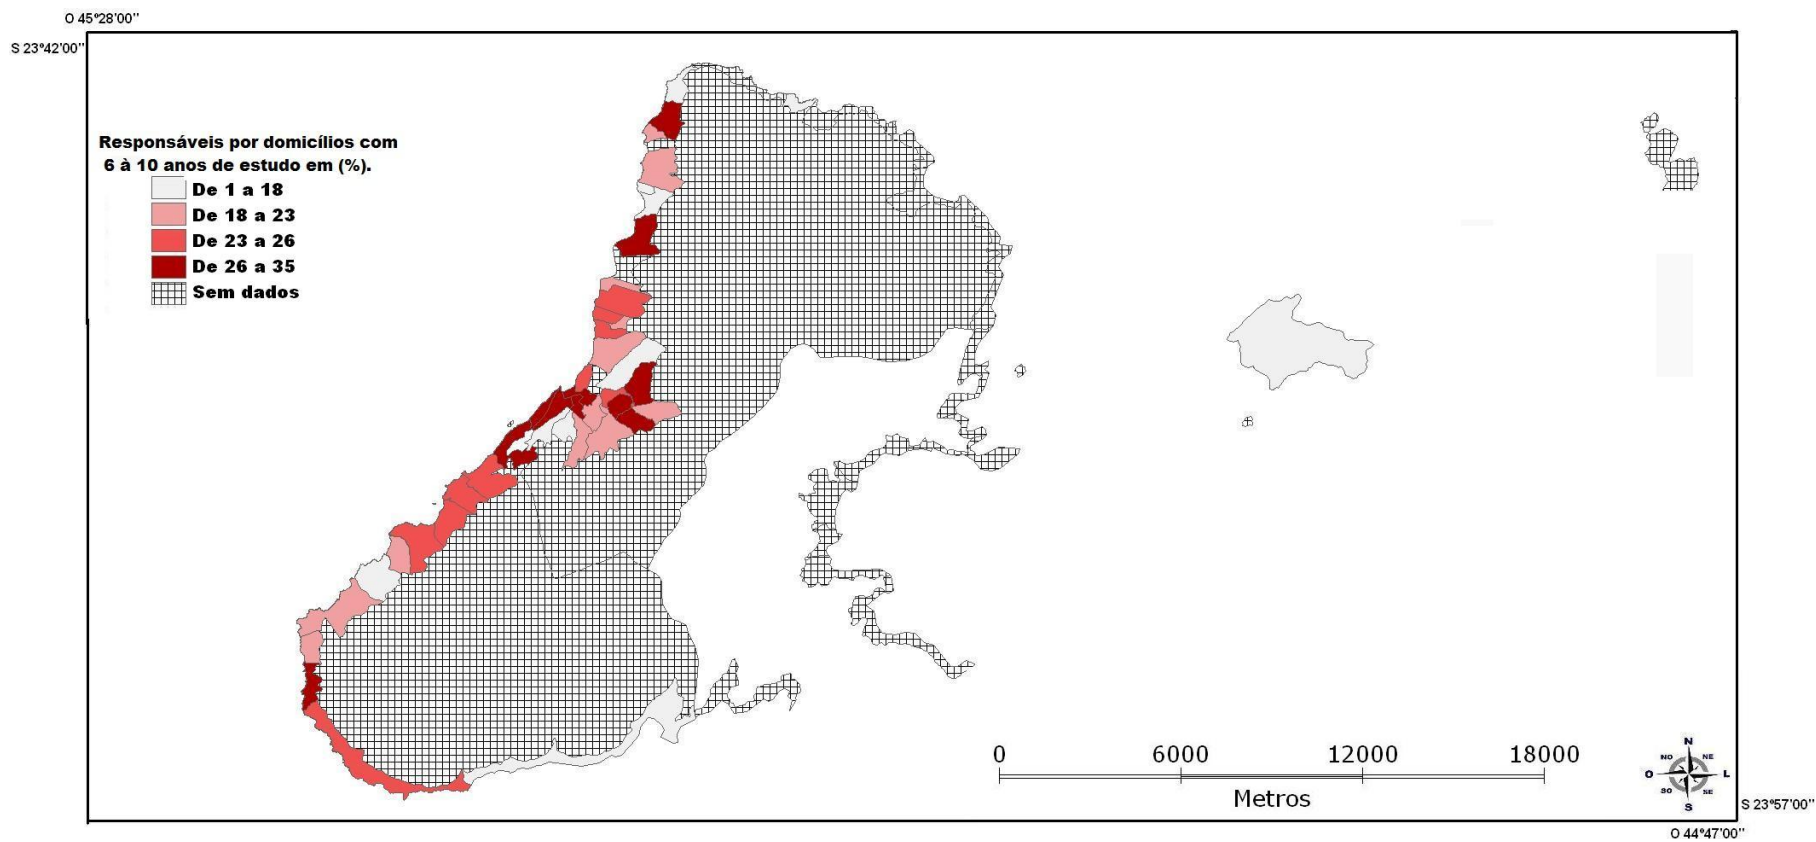 O 45°28'00''
S 23°42'00''
Responsáveis por domicílios com
6 à 10 anos de estudo em (%).
De 1 a 18
De 18 a 23
De 23 a 26
De 26 a 35
Sem dados
0 6000 12000 18000
Metros
N
NO NE
O L
SO SE
S
S 23°57'00''
O 44°47'00''